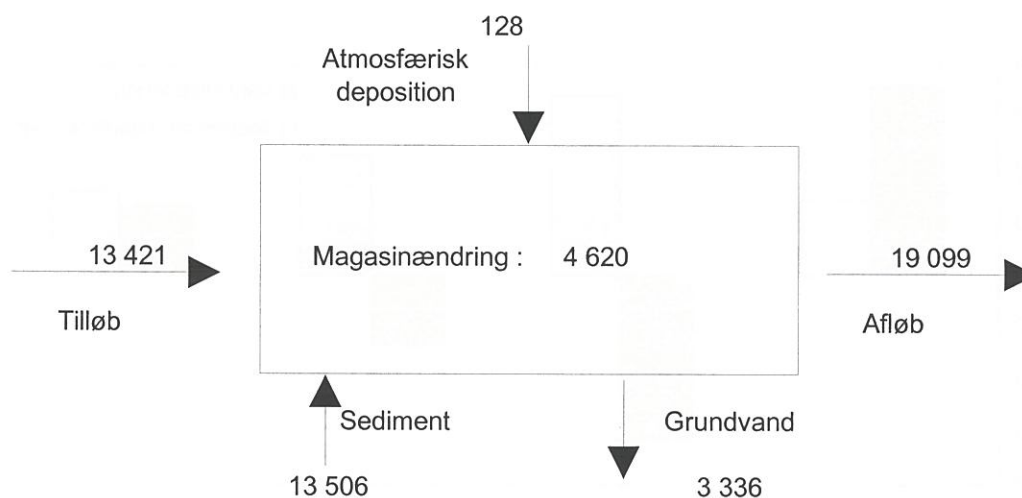 128
Atmosfærisk
deposition
13 421
Magasinændring : 4 620
19 099
Tilløb
Afløb
Sediment
Grundvand
13 506
3 336